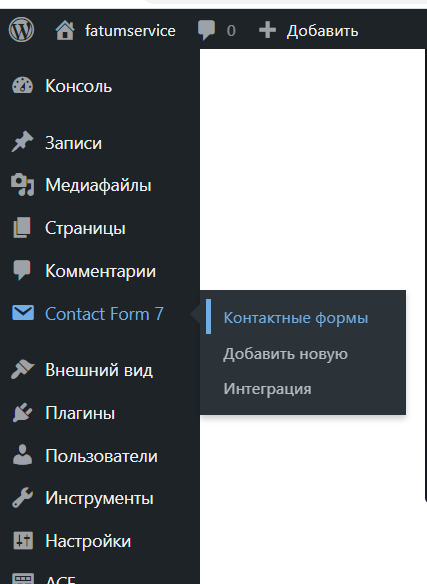 fatumservice 0 Добавить
Консоль
Записи
Медиафайлы
Страницы
Комментарии
Contact Form 7
Контактные формы
Добавить новую
Интеграция
Внешний вид
Плагины
Пользователи
Инструменты
Настройки
ACF